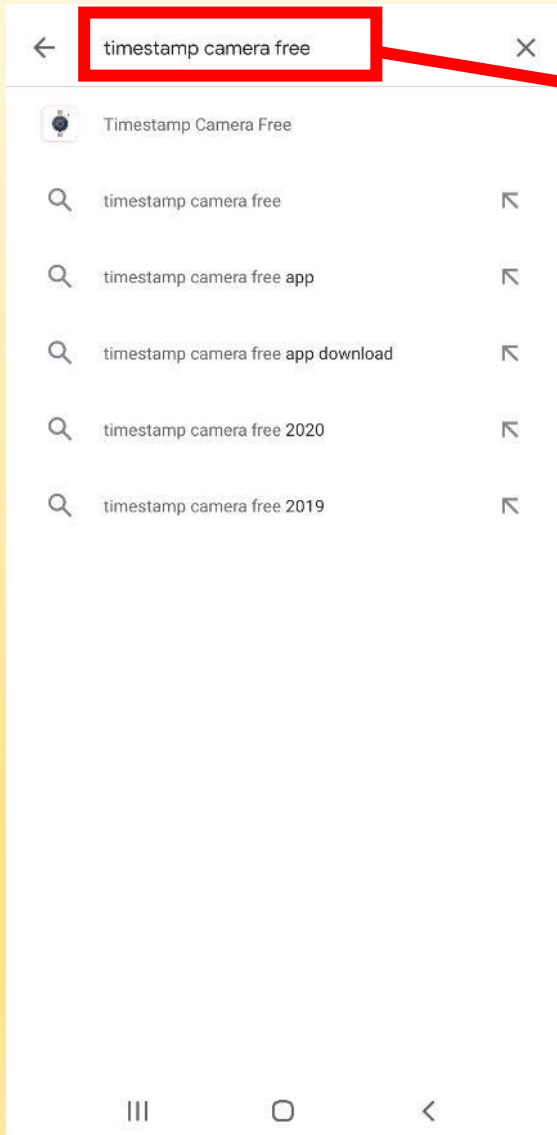 timestamp camera free
Timestamp Camera Free
timestamp camera free
timestamp camera free app
timestamp camera free app download
timestamp camera free 2020
timestamp camera free 2019